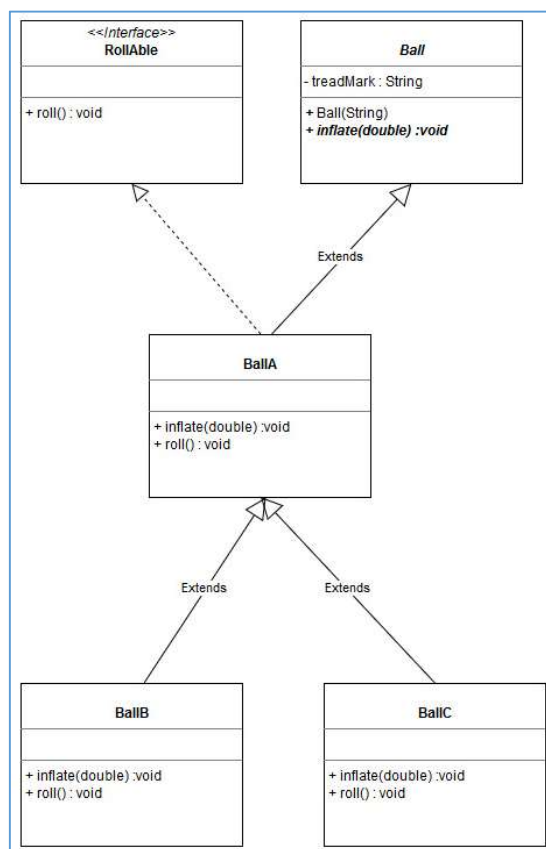 <<Interface>>
RollAble
+ roll() : void
Ball
- treadMark : String
+ Ball(String)
+ inflate(double) :void
Extends
BallA
+ inflate(double) :void
+ roll() : void
Extends
Extends
BallB
+ inflate(double) :void
+ roll() : void
BallC
+ inflate(double) :void
+ roll() : void